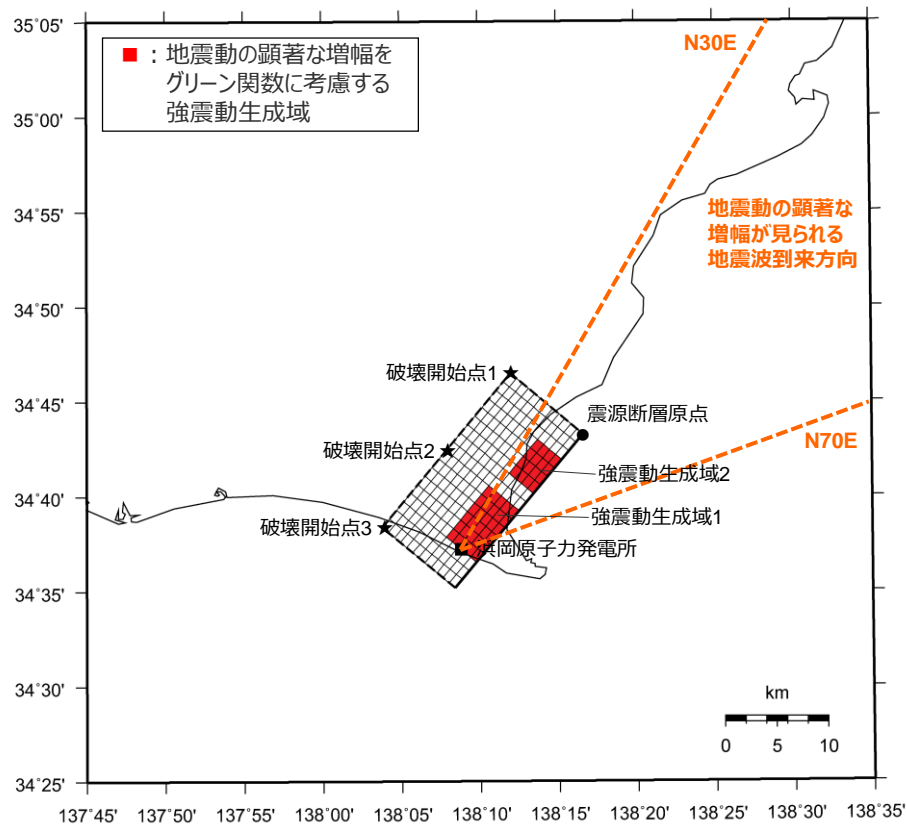 35°05'
35°00'
34°55'
34°50'
34°45'
34°40'
34°35'
34°30'
34°25'
■ : 地震動の顕著な増幅を
グリーン関数に考慮する
強震動生成域
N30E
地震動の顕著な
増幅が見られる
地震波到来方向
破壊開始点1
震源断層原点
N70E
破壊開始点2
強震動生成域2
強震動生成域1
破壊開始点3
浜岡原子力発電所
km
0 5 10
137°45' 137°50' 137°55' 138°00' 138°05' 138°10' 138°15' 138°20' 138°25' 138°30' 138°35'